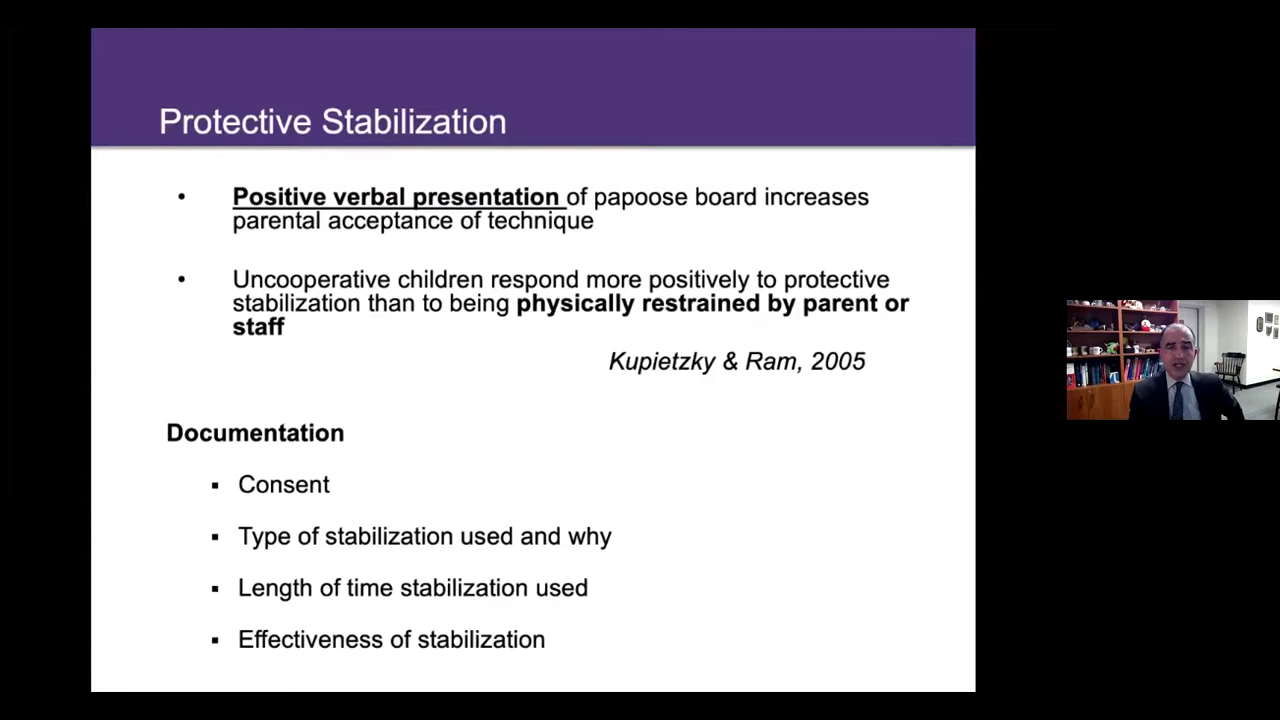 Protective Stabilization
• Positive verbal presentation of papoose board increases
parental acceptance of technique
• Uncooperative children respond more positively to protective
stabilization than to being physically restrained by parent or
staff
Kupietzky & Ram, 2005
Documentation
▪ Consent
▪ Type of stabilization used and why
▪ Length of time stabilization used
▪ Effectiveness of stabilization